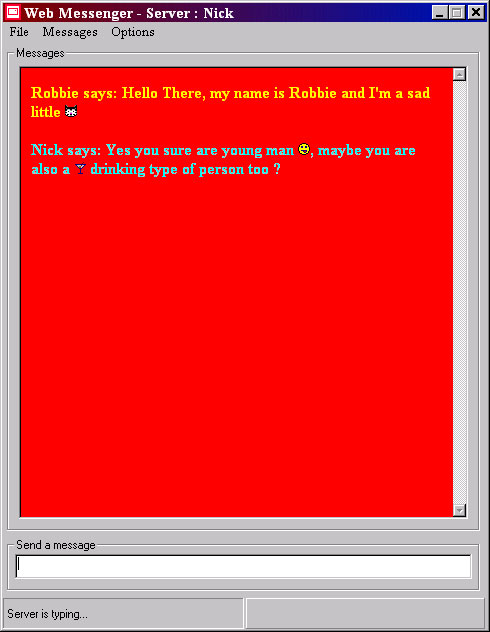 Web Messenger - Server : Nick
File Messages Options
Messages
Robbie says: Hello There, my name is Robbie and I'm a sad
little
Nick says: Yes you sure are young man , maybe you are
also a drinking type of person too ?
Send a message
Server is typing...